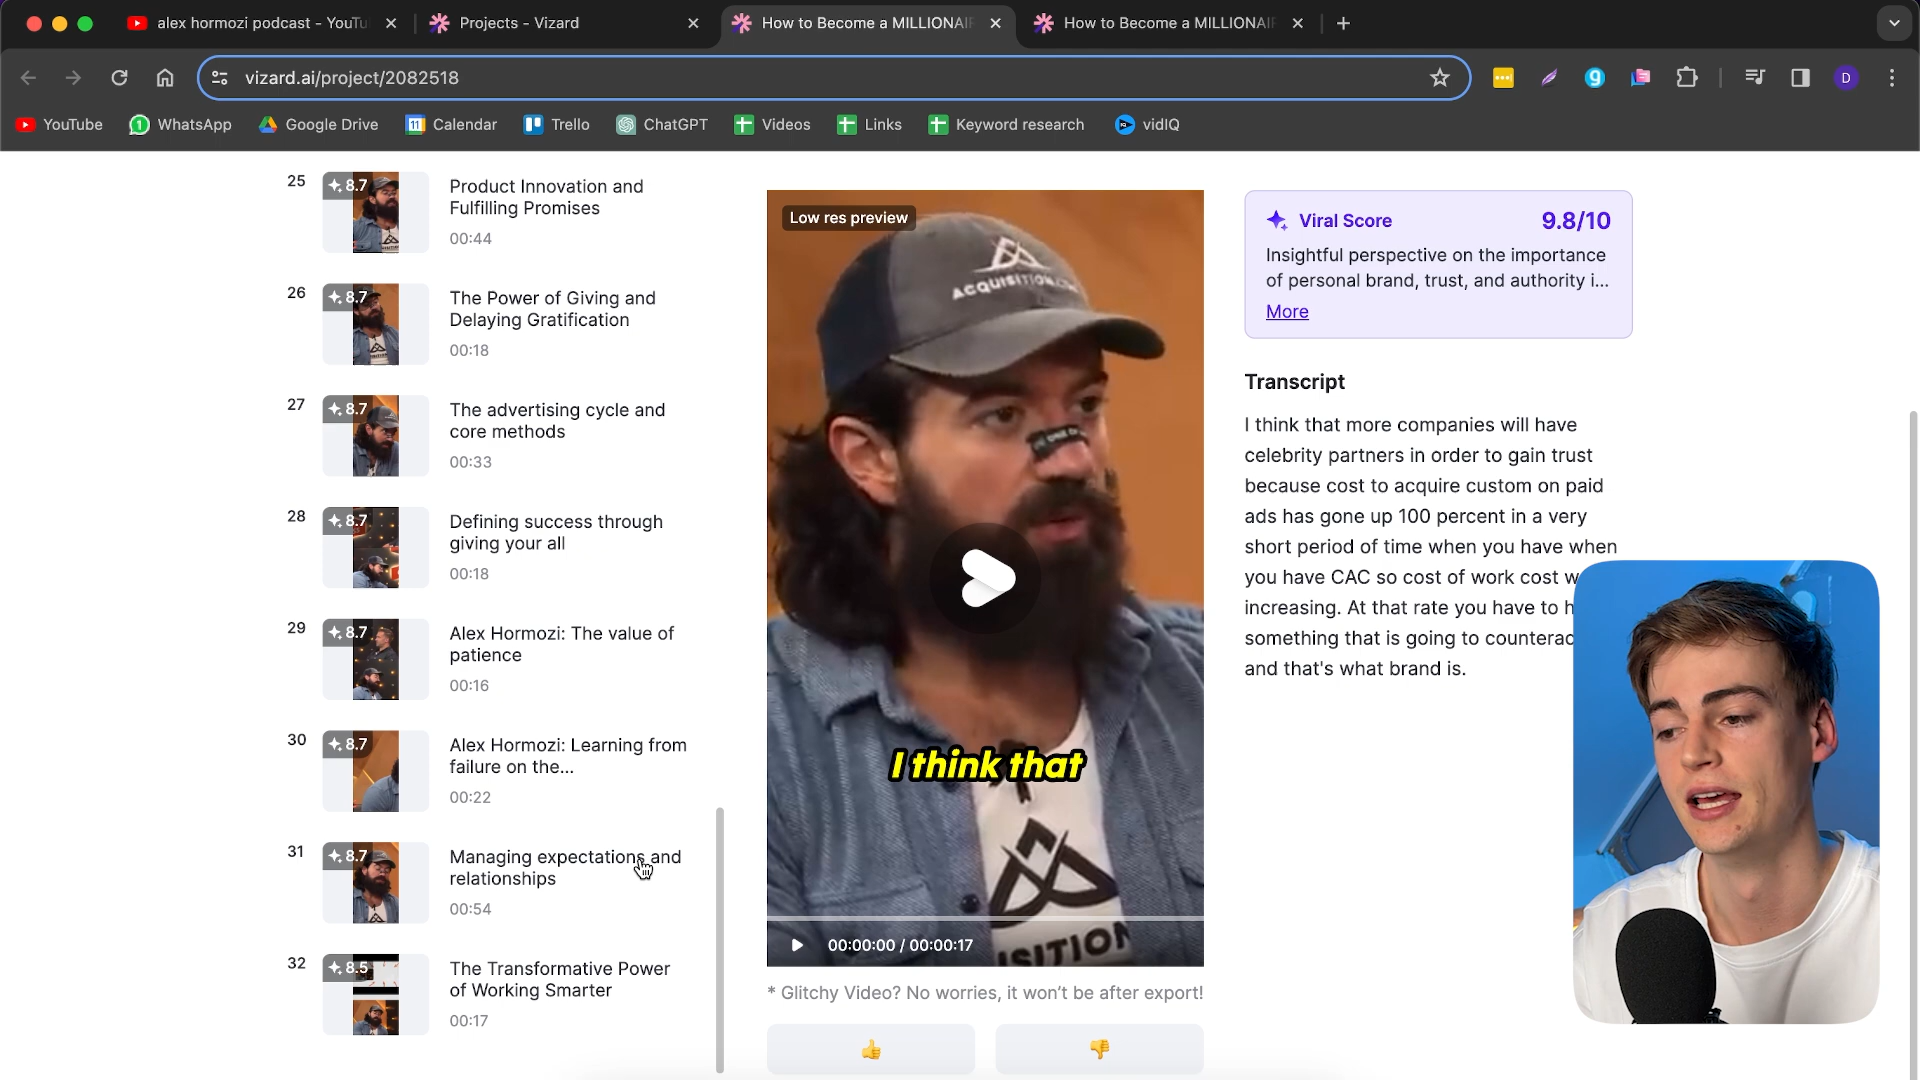 alex hormozi podcast - YouTu
Projects - Vizard
How to Become a MILLIONAI
How to Become a MILLIONAI
vizard.ai/project/2082518
D
YouTube
WhatsApp
Google Drive
Calendar
Trello
ChatGPT
Videos
Links
Keyword research
vidIQ
25
8.7
Product Innovation and
Fulfilling Promises
00:44
26
8.7
The Power of Giving and
Delaying Gratification
00:18
27
8.7
The advertising cycle and
core methods
00:33
28
8.7
Defining success through
giving your all
00:18
29
8.7
Alex Hormozi: The value of
patience
00:16
30
8.7
Alex Hormozi: Learning from
failure on the...
00:22
31
8.7
Managing expectations and
relationships
00:54
32
8.5
The Transformative Power
of Working Smarter
00:17
Low res preview
I think that
00:00:00 / 00:00:17
* Glitchy Video? No worries, it won't be after export!
Viral Score
9.8/10
Insightful perspective on the importance
of personal brand, trust, and authority i...
More
Transcript
I think that more companies will have
celebrity partners in order to gain trust
because cost to acquire custom on paid
ads has gone up 100 percent in a very
short period of time when you have when
you have CAC so cost of work cost w
increasing. At that rate you have to h
something that is going to counterac
and that's what brand is.